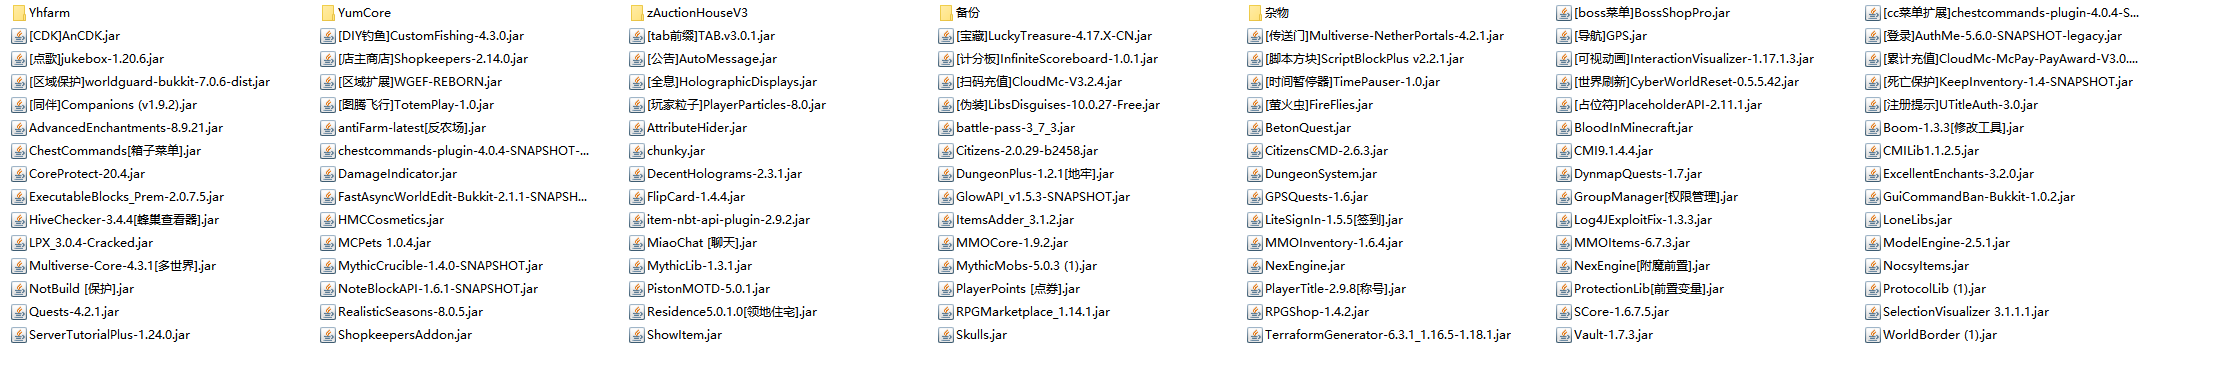 Yhfarm YumCore zAuctionHouseV3 备份 杂物 [boss菜单]BossShopPro.jar [cc菜单扩展]chestcommands-plugin-4.0.4-S...
[CDK]AnCDK.jar [DIY钓鱼]CustomFishing-4.3.0.jar [tab前缀]TAB.v3.0.1.jar [宝藏]LuckyTreasure-4.17.X-CN.jar [传送门]Multiverse-NetherPortals-4.2.1.jar [导航]GPS.jar [登录]AuthMe-5.6.0-SNAPSHOT-legacy.jar
[点歌]jukebox-1.20.6.jar [店主商店]Shopkeepers-2.14.0.jar [公告]AutoMessage.jar [计分板]InfiniteScoreboard-1.0.1.jar [脚本方块]ScriptBlockPlus v2.2.1.jar [可视动画]InteractionVisualizer-1.17.1.3.jar [累计充值]CloudMc-McPay-PayAward-V3.0....
[区域保护]worldguard-bukkit-7.0.6-dist.jar [区域扩展]WGEF-REBORN.jar [全息]HolographicDisplays.jar [扫码充值]CloudMc-V3.2.4.jar [时间暂停器]TimePauser-1.0.jar [世界刷新]CyberWorldReset-0.5.5.42.jar [死亡保护]KeepInventory-1.4-SNAPSHOT.jar
[同伴]Companions (v1.9.2).jar [图腾飞行]TotemPlay-1.0.jar [玩家粒子]PlayerParticles-8.0.jar [伪装]LibsDisguises-10.0.27-Free.jar [萤火虫]FireFlies.jar [占位符]PlaceholderAPI-2.11.1.jar [注册提示]UTitleAuth-3.0.jar
AdvancedEnchantments-8.9.21.jar antiFarm-latest[反农场].jar AttributeHider.jar battle-pass-3_7_3.jar BetonQuest.jar BloodInMinecraft.jar Boom-1.3.3[修改工具].jar
ChestCommands[箱子菜单].jar chestcommands-plugin-4.0.4-SNAPSHOT-... chunky.jar Citizens-2.0.29-b2458.jar CitizensCMD-2.6.3.jar CMI9.1.4.4.jar CMILib1.1.2.5.jar
CoreProtect-20.4.jar DamageIndicator.jar DecentHolograms-2.3.1.jar DungeonPlus-1.2.1[地牢].jar DungeonSystem.jar DynmapQuests-1.7.jar ExcellentEnchants-3.2.0.jar
ExecutableBlocks_Prem-2.0.7.5.jar FastAsyncWorldEdit-Bukkit-2.1.1-SNAPSH... FlipCard-1.4.4.jar GlowAPI_v1.5.3-SNAPSHOT.jar GPSQuests-1.6.jar GroupManager[权限管理].jar GuiCommandBan-Bukkit-1.0.2.jar
HiveChecker-3.4.4[蜂巢查看器].jar HMCCosmetics.jar item-nbt-api-plugin-2.9.2.jar ItemsAdder_3.1.2.jar LiteSignIn-1.5.5[签到].jar Log4JExploitFix-1.3.3.jar LoneLibs.jar
LPX_3.0.4-Cracked.jar MCPets 1.0.4.jar MiaoChat [聊天].jar MMOCore-1.9.2.jar MMOInventory-1.6.4.jar MMOItems-6.7.3.jar ModelEngine-2.5.1.jar
Multiverse-Core-4.3.1[多世界].jar MythicCrucible-1.4.0-SNAPSHOT.jar MythicLib-1.3.1.jar MythicMobs-5.0.3 (1).jar NexEngine.jar NexEngine[附魔前置].jar NocsyItems.jar
NotBuild [保护].jar NoteBlockAPI-1.6.1-SNAPSHOT.jar PistonMOTD-5.0.1.jar PlayerPoints [点券].jar PlayerTitle-2.9.8[称号].jar ProtectionLib[前置变量].jar ProtocolLib (1).jar
Quests-4.2.1.jar RealisticSeasons-8.0.5.jar Residence5.0.1.0[领地住宅].jar RPGMarketplace_1.14.1.jar RPGShop-1.4.2.jar SCore-1.6.7.5.jar SelectionVisualizer 3.1.1.1.jar
ServerTutorialPlus-1.24.0.jar ShopkeepersAddon.jar ShowItem.jar Skulls.jar TerraformGenerator-6.3.1_1.16.5-1.18.1.jar Vault-1.7.3.jar WorldBorder (1).jar